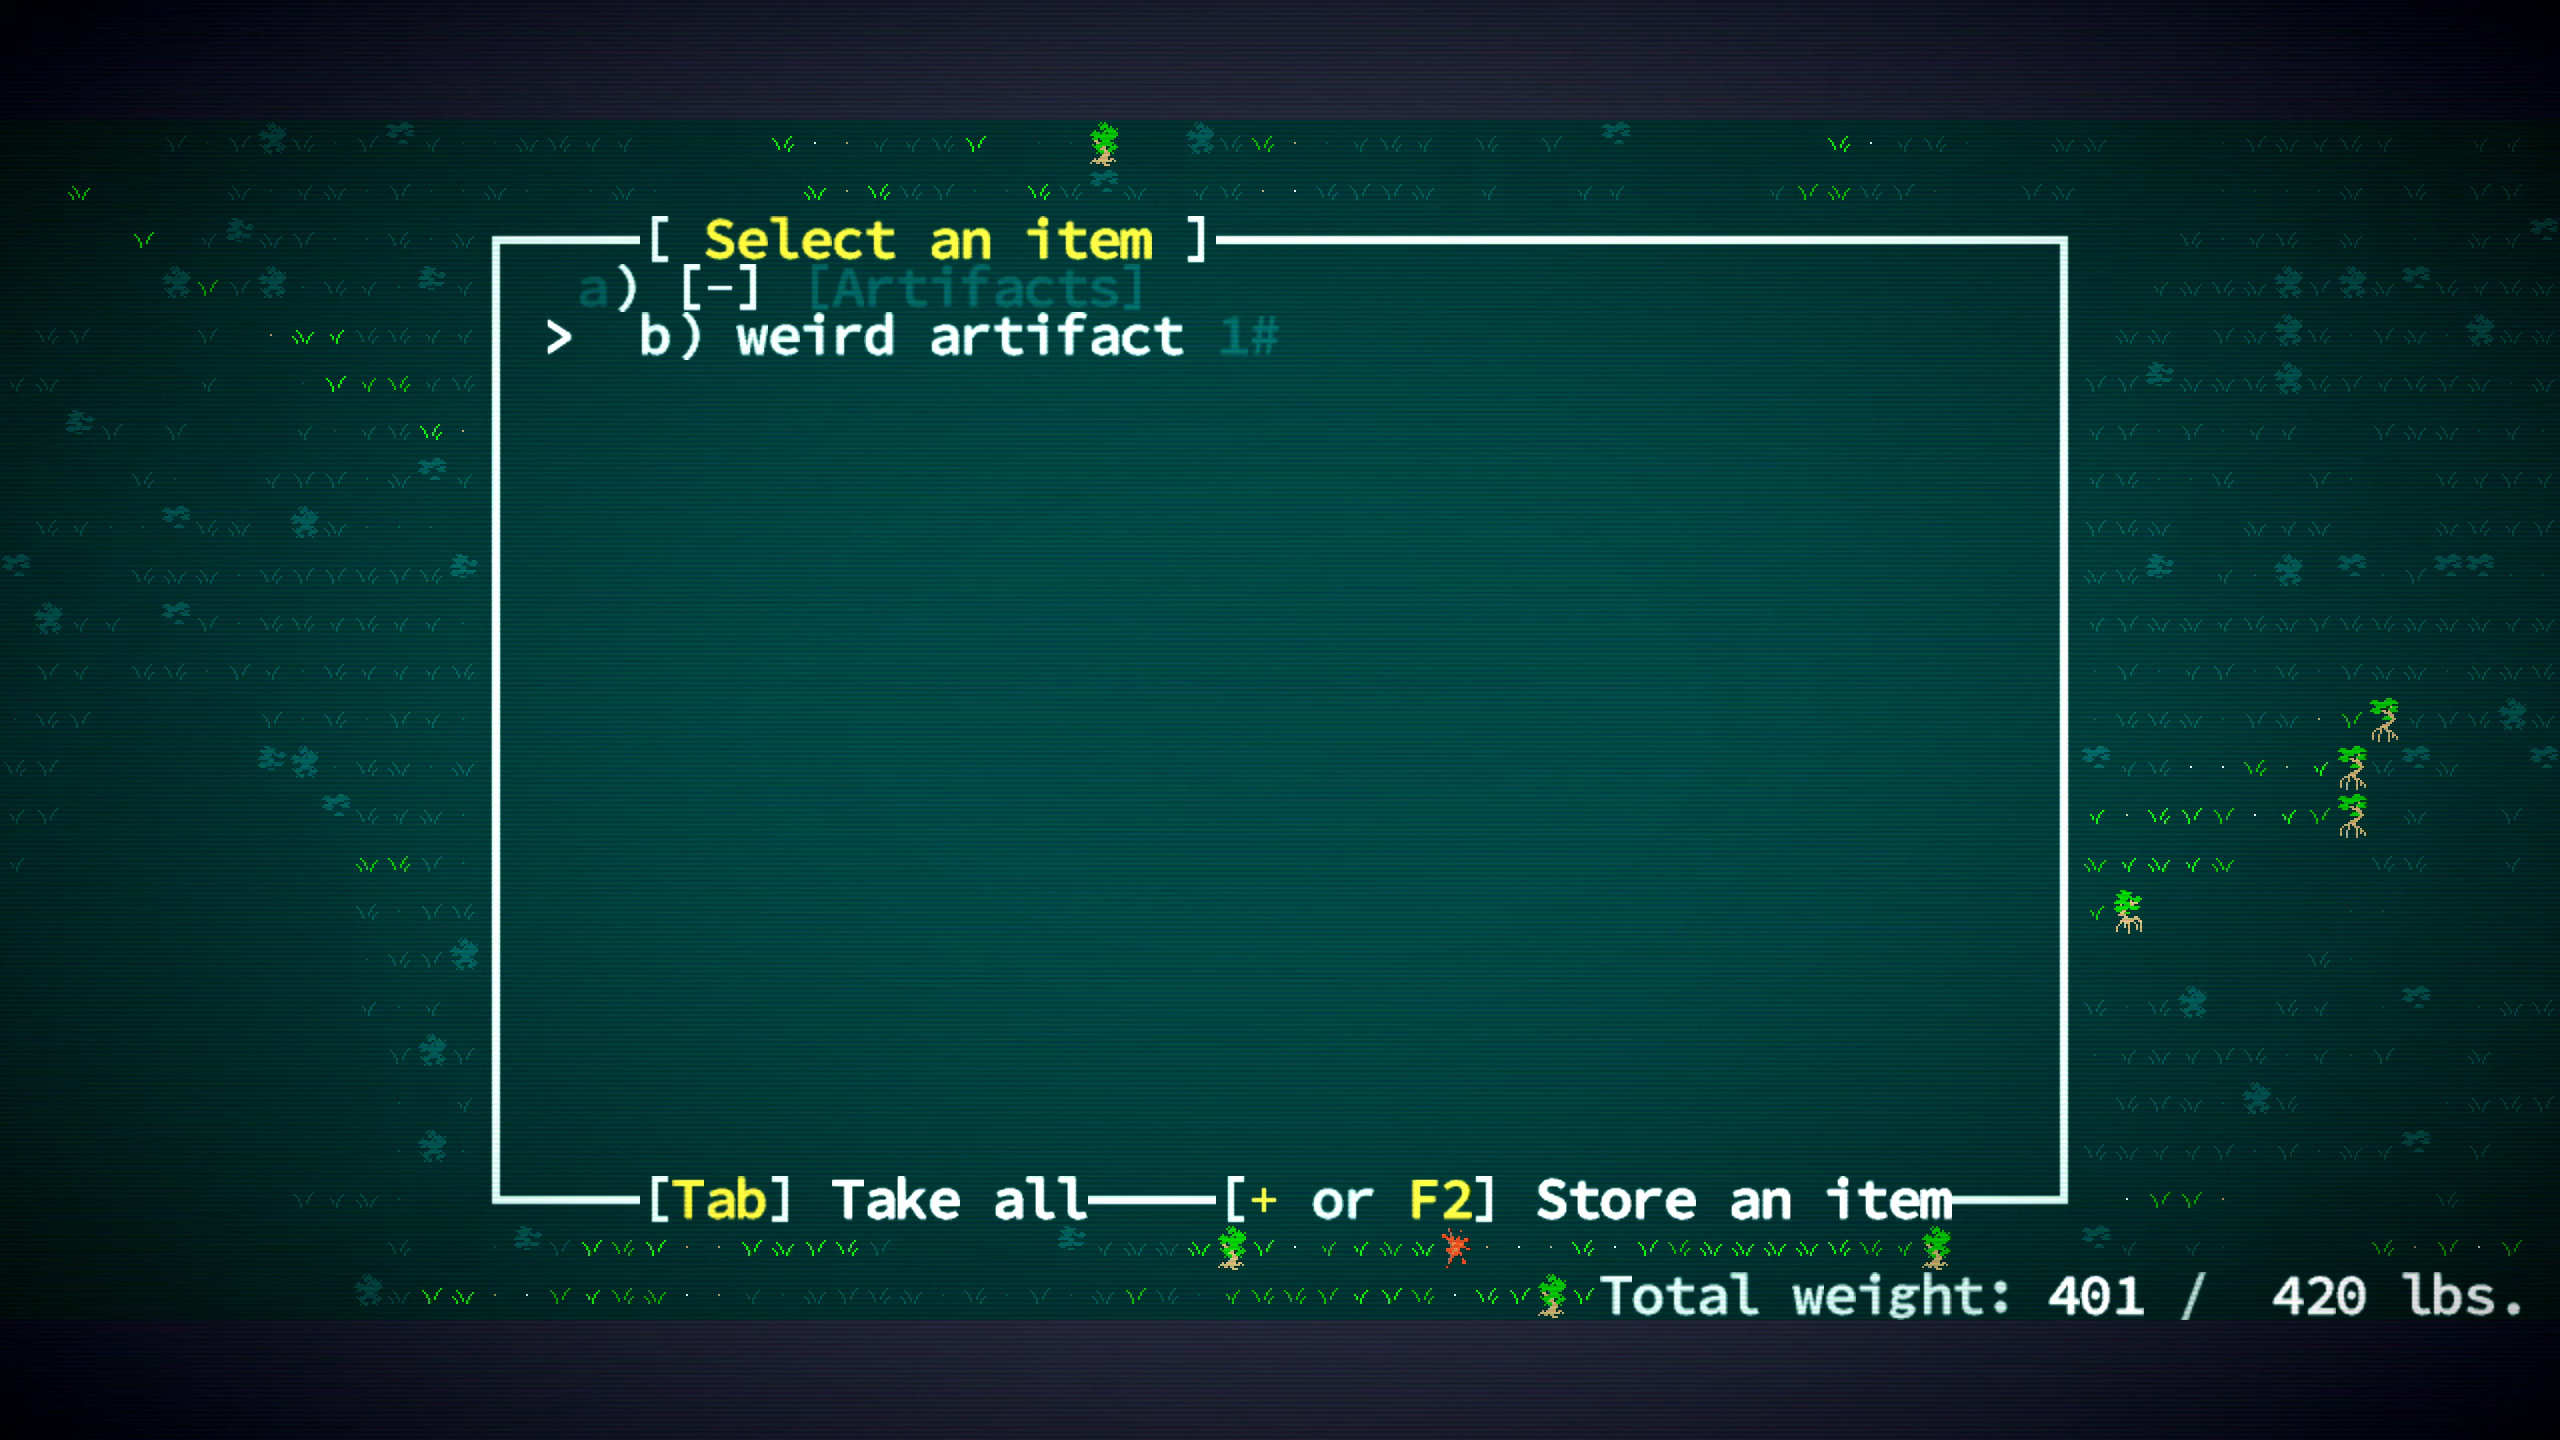 [ Select an item ]
a) [-] [Artifacts]
> b) weird artifact 1#
[Tab] Take all [+ or F2] Store an item
Total weight: 401 / 420 lbs.